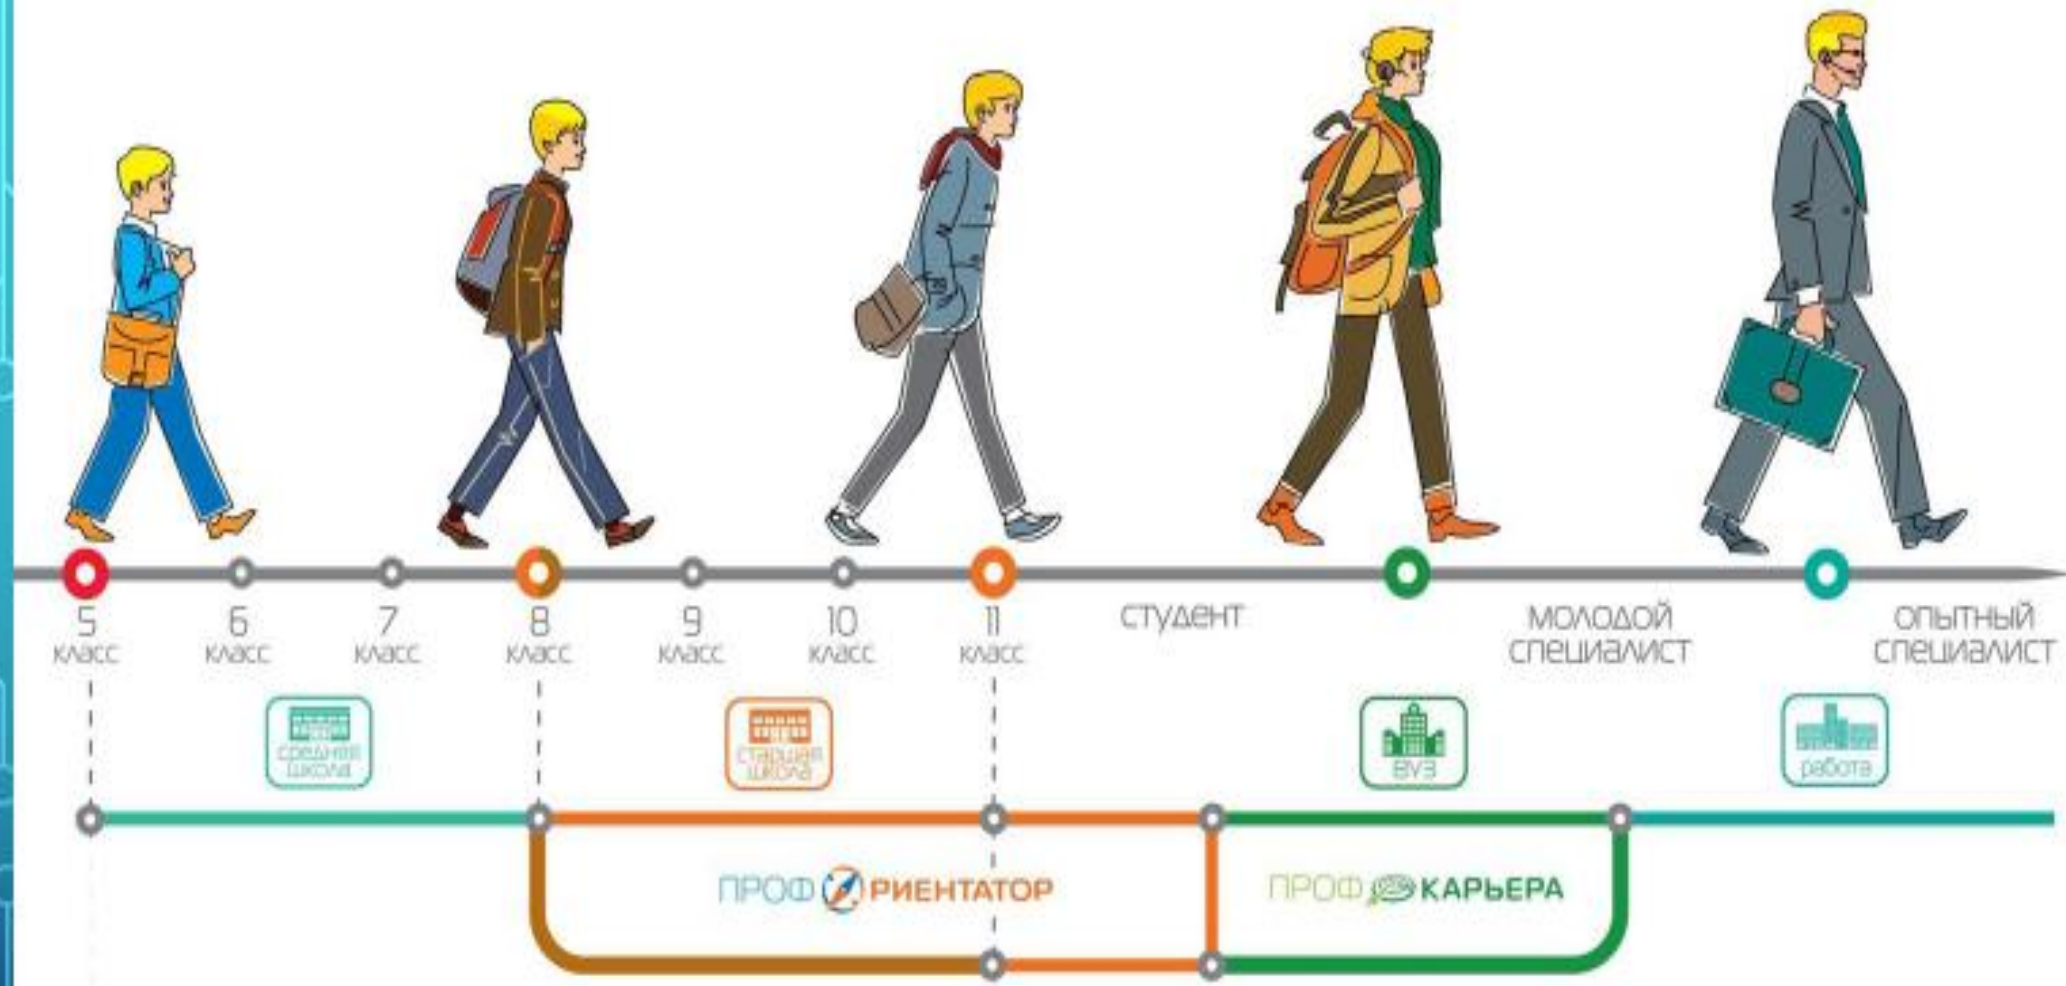 5
класс
6
класс
7
класс
8
класс
9
класс
10
класс
11
класс
студент
молодой
специалист
опытный
специалист
средняя
школа
старшая
школа
ВУЗ
работа
ПРОФ РИЕНТАТОР
ПРОФ КАРЬЕРА